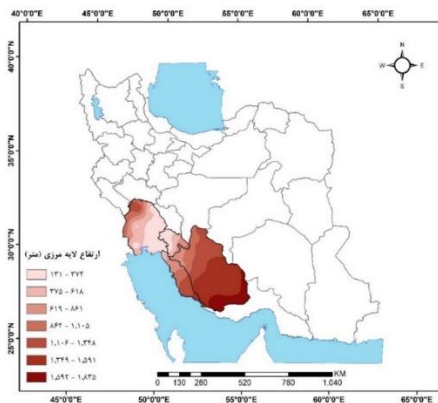 40°0'0"E 45°0'0"E 50°0'0"E 55°0'0"E 60°0'0"E 65°0'0"E
40°0'0"N
35°0'0"N
30°0'0"N
25°0'0"N
N
W E
S
ارتفاع لایه مرزی (متر)
۱۳۱ - ۳۷۴
۳۷۵ - ۶۱۸
۶۱۹ - ۸۶۱
۸۶۲ - ۱,۱۰۵
۱,۱۰۶ - ۱,۳۴۸
۱,۳۴۹ - ۱,۵۹۱
۱,۵۹۲ - ۱,۸۳۵
KM
0 130 260 520 780 1,040
45°0'0"E 50°0'0"E 55°0'0"E 60°0'0"E